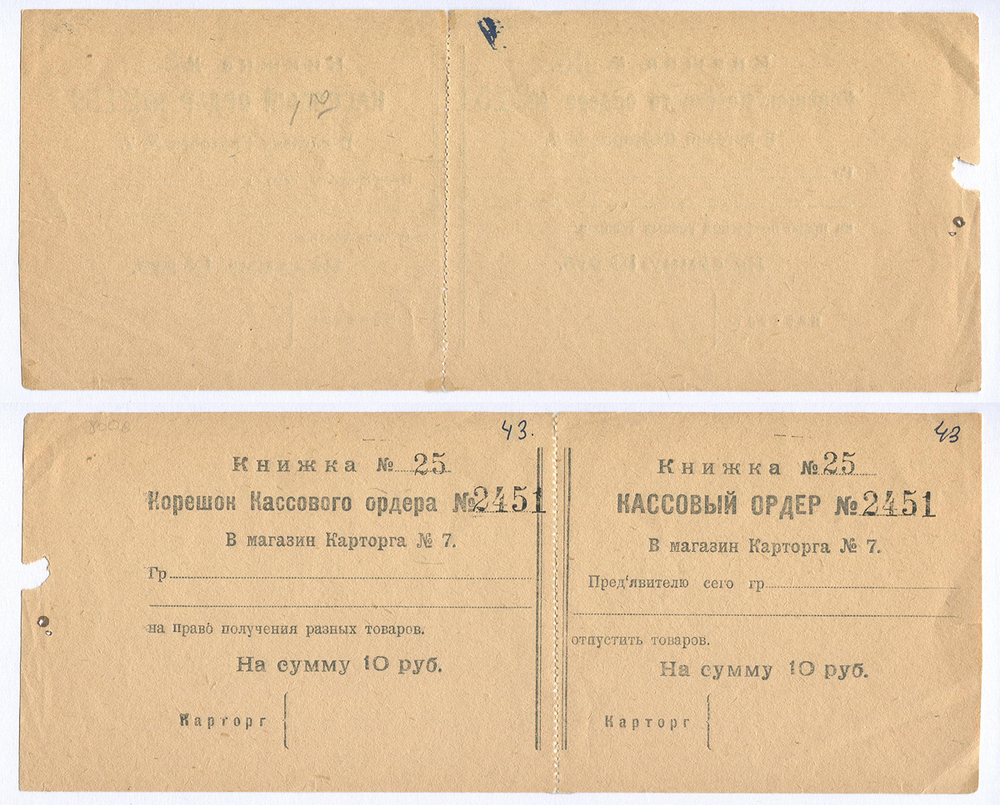 43.
Книжка № 25
Корешок Кассового ордера №2451
В магазин Карторга № 7.
Гр.
на право получения разных товаров.
На сумму 10 руб.
Карторг
43
Книжка № 25
КАССОВЫЙ ОРДЕР № 2451
В магазин Карторга № 7.
Пред‘явителю сего гр.
отпустить товаров.
На сумму 10 руб.
Карторг